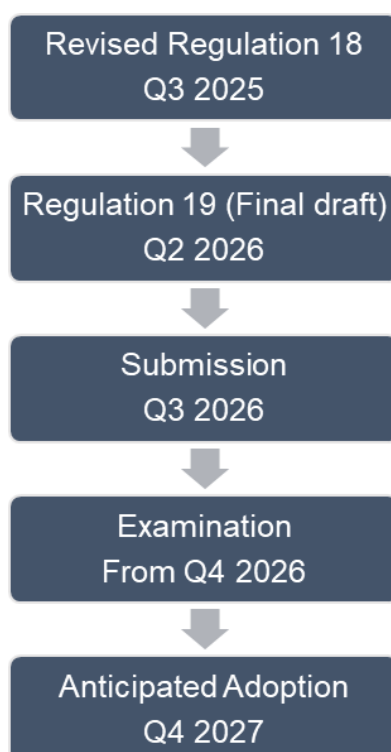 Revised Regulation 18
Q3 2025
Regulation 19 (Final draft)
Q2 2026
Submission
Q3 2026
Examination
From Q4 2026
Anticipated Adoption
Q4 2027